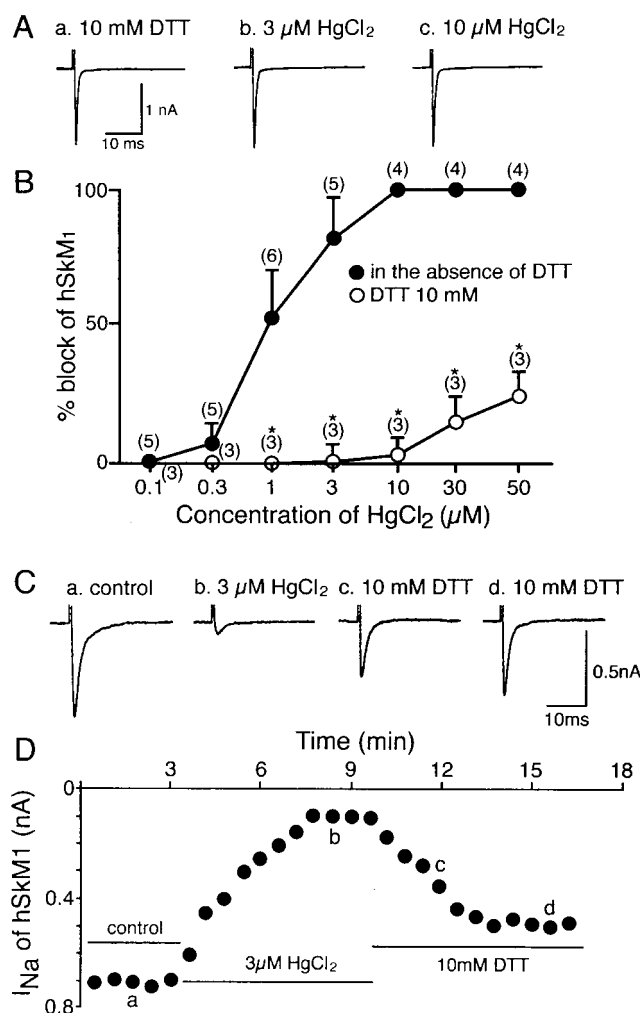 A
a. 10 mM DTT b. 3 µM HgCl2 c. 10 µM HgCl2
1 nA
10 ms
B
(4) (4) (4)
100
(5)
(6)
● in the absence of DTT
○ DTT 10 mM
% block of hSkM1
50
*
(3)
*
(3)
(5)
* * *
(5) (3) (3) (3) (3)
0
(3)
0.1 0.3 1 3 10 30 50
Concentration of HgCl2 (µM)
C
a. control b. 3 µM HgCl2 c. 10 mM DTT d. 10 mM DTT
0.5nA
10ms
D
Time (min)
0 3 6 9 12 15 18
b
c
0.4
d
INa of hSkM1 (nA)
control
3µM HgCl2 10mM DTT
a
0.8